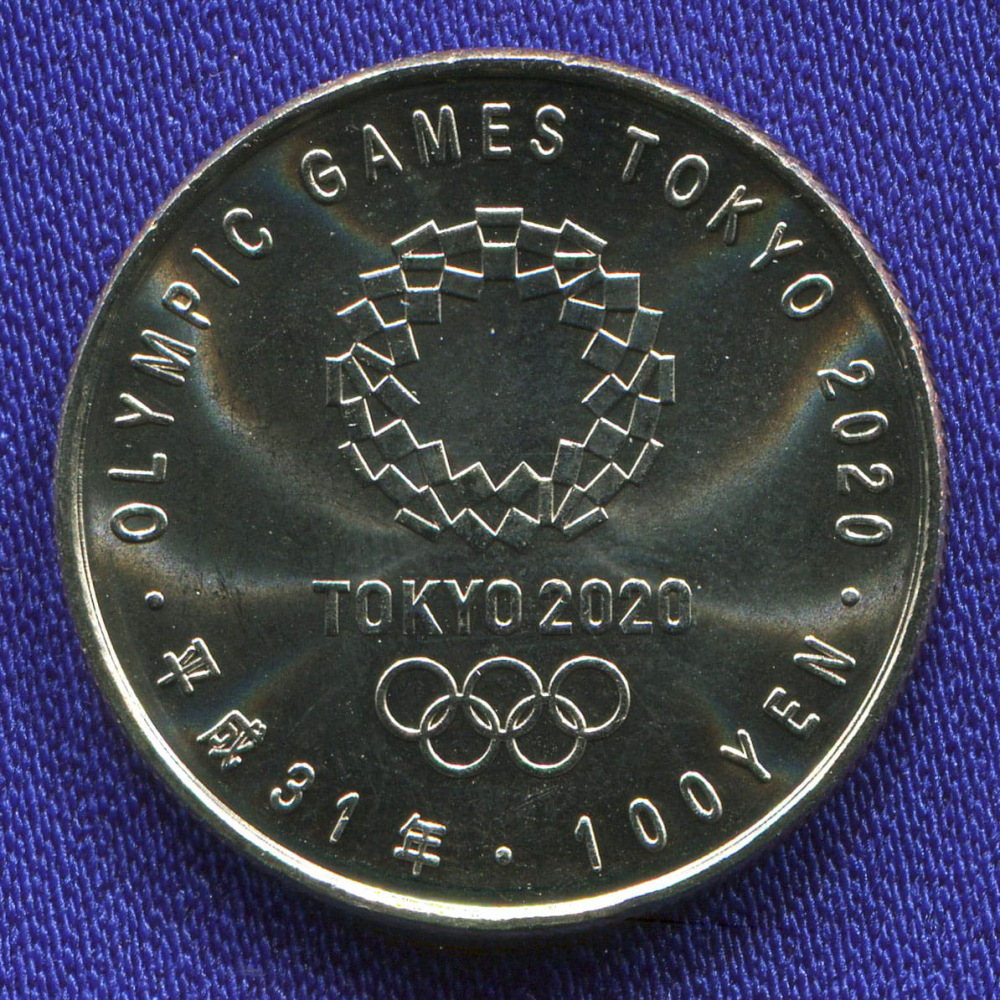 OLYMPIC GAMES TOKYO 2020
TOKYO 2020
平成31年・100YEN・